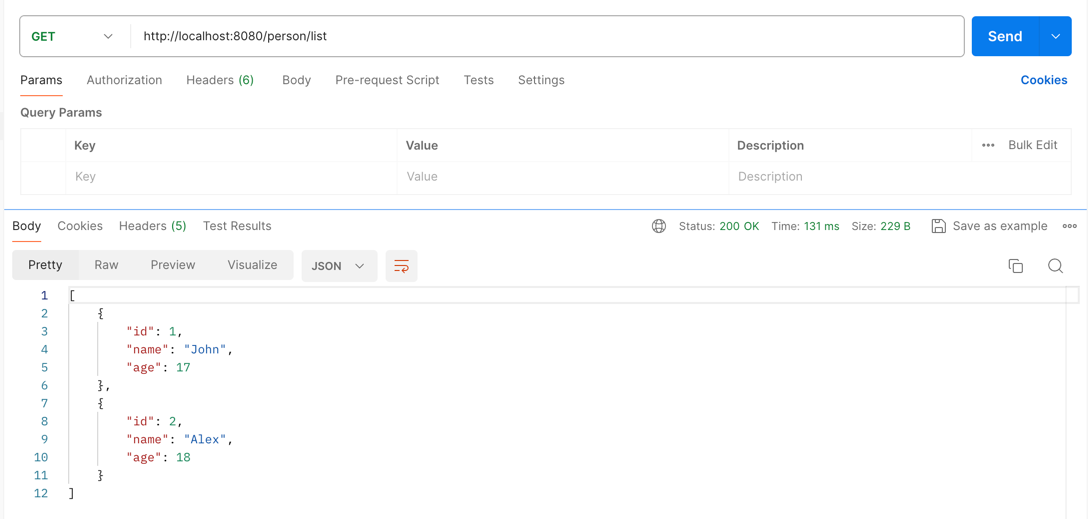 GET http://localhost:8080/person/list Send
Params Authorization Headers (6) Body Pre-request Script Tests Settings Cookies
Query Params
Key Value Description ••• Bulk Edit
Key Value Description
Body Cookies Headers (5) Test Results Status: 200 OK Time: 131 ms Size: 229 B Save as example
Pretty Raw Preview Visualize JSON
1 [
2 {
3 "id": 1,
4 "name": "John",
5 "age": 17
6 },
7 {
8 "id": 2,
9 "name": "Alex",
10 "age": 18
11 }
12 ]